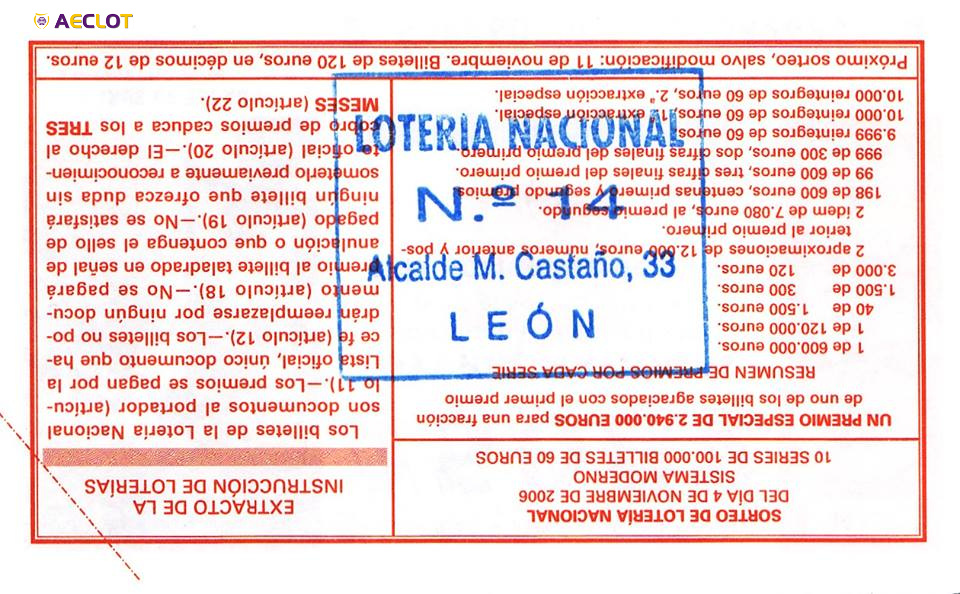 AECLOT
SORTEO DE LOTERÍA NACIONAL
DEL DÍA 4 DE NOVIEMBRE DE 2006
SISTEMA MODERNO
10 SERIES DE 100.000 BILLETES DE 60 EUROS
UN PREMIO ESPECIAL DE 2.940.000 EUROS para una fracción
de uno de los billetes agraciados con el primer premio
RESUMEN DE PREMIOS POR CADA SERIE
1 de 600.000 euros.
1 de 120.000 euros.
40 de 1.500 euros.
1.500 de 300 euros.
3.000 de 120 euros.
2 aproximaciones de 12.000 euros, números anterior y pos-
terior al premio primero.
2 ídem de 7.080 euros, al premio segundo.
198 de 600 euros, centenas primero y segundo premios.
99 de 600 euros, tres cifras finales del premio primero.
999 de 300 euros, dos cifras finales del premio primero.
9.999 reintegros de 60 euros.
10.000 reintegros de 60 euros, 1ª extracción especial.
10.000 reintegros de 60 euros, 2.ª extracción especial.
EXTRACTO DE LA
INSTRUCCIÓN DE LOTERÍAS
Los billetes de la Lotería Nacional
son documentos al portador (artícu-
lo 11).—Los premios se pagan por la
Lista oficial, único documento que ha-
ce fe (artículo 12).—Los billetes no po-
drán reemplazarse por ningún docu-
mento (artículo 18).—No se pagará
premio al billete taladrado en señal de
anulación o que contenga el sello de
pagado (artículo 19).—No se satisfará
ningún billete que ofrezca duda sin
someterlo previamente a reconocimien-
to oficial (artículo 20).—El derecho al
cobro de premios caduca a los TRES
MESES (artículo 22).
Próximo sorteo, salvo modificación: 11 de noviembre. Billetes de 120 euros, en décimos de 12 euros.
LOTERIA NACIONAL
N.º 14
Alcalde M. Castaño, 33
LEÓN